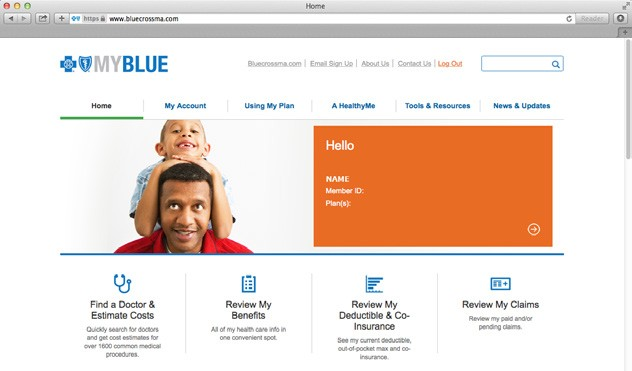 Home
https www.bluecrossma.com
Reader
MYBLUE
Bluecrossma.com | Email Sign Up | About Us | Contact Us | Log Out
Home
My Account
Using My Plan
A HealthyMe
Tools & Resources
News & Updates
Hello
NAME
Member ID:
Plan(s):
Find a Doctor &
Estimate Costs
Quickly search for doctors
and get cost estimates for
over 1600 common medical
procedures.
Review My
Benefits
All of my health care info in
one convenient spot.
Review My
Deductible & Co-
Insurance
See my current deductible,
out-of-pocket max and co-
insurance.
Review My Claims
Review my paid and/or
pending claims.